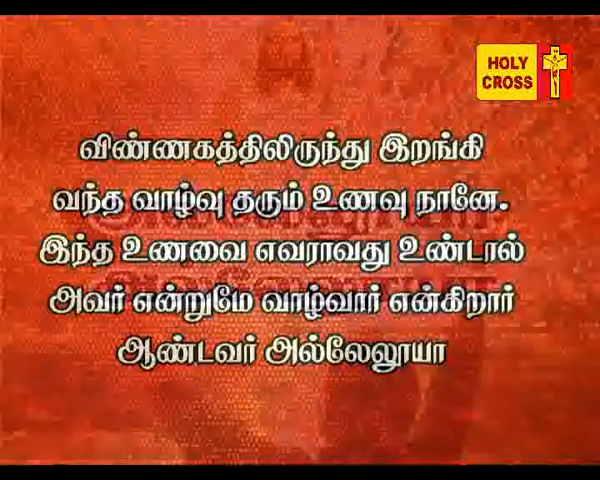 HOLY
CROSS
விண்ணகத்திலிருந்து இறங்கி
வந்த வாழ்வு தரும் உணவு நானே.
இந்த உணவை எவராவது உண்டால்
அவர் என்றுமே வாழ்வார் என்கிறார்
ஆண்டவர் அல்லேலூயா